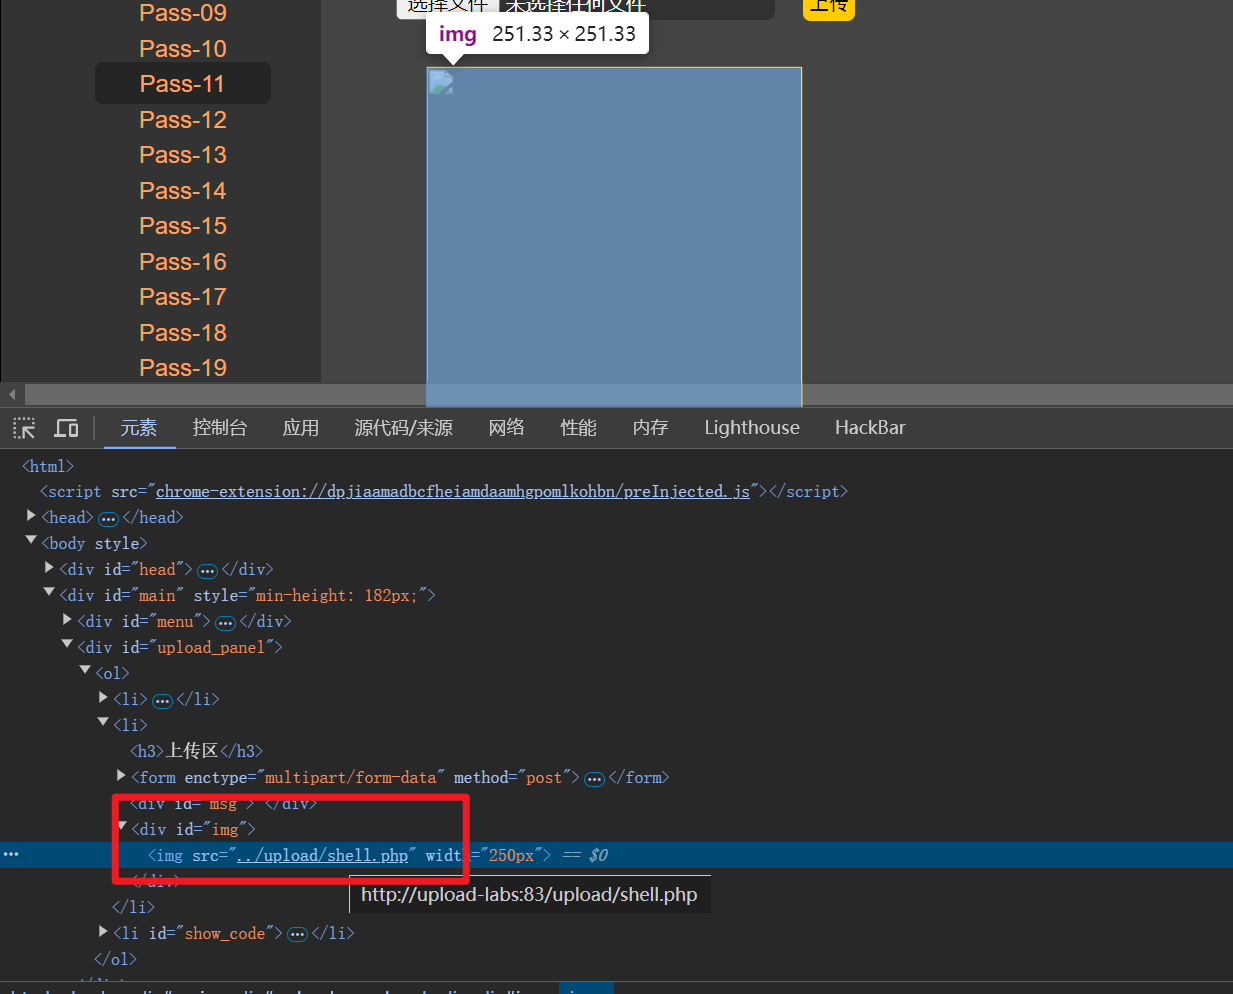 Pass-09
选择文件 未选择任何文件
上传
img 251.33 × 251.33
Pass-10
Pass-11
Pass-12
Pass-13
Pass-14
Pass-15
Pass-16
Pass-17
Pass-18
Pass-19
元素 控制台 应用 源代码/来源 网络 性能 内存 Lighthouse HackBar
<html>
<script src="chrome-extension://dpjiaamadbcfheiamdaamhgpomlkohbn/preInjected.js"></script>
<head> ••• </head>
<body style>
<div id="head"> ••• </div>
<div id="main" style="min-height: 182px;">
<div id="menu"> ••• </div>
<div id="upload_panel">
<ol>
<li> ••• </li>
<li>
<h3>上传区</h3>
<form enctype="multipart/form-data" method="post"> ••• </form>
<div id="msg"> </div>
<div id="img">
••• <img src="../upload/shell.php" width="250px"> == $0
</div>
http://upload-labs:83/upload/shell.php
</li>
<li id="show_code"> ••• </li>
</ol>